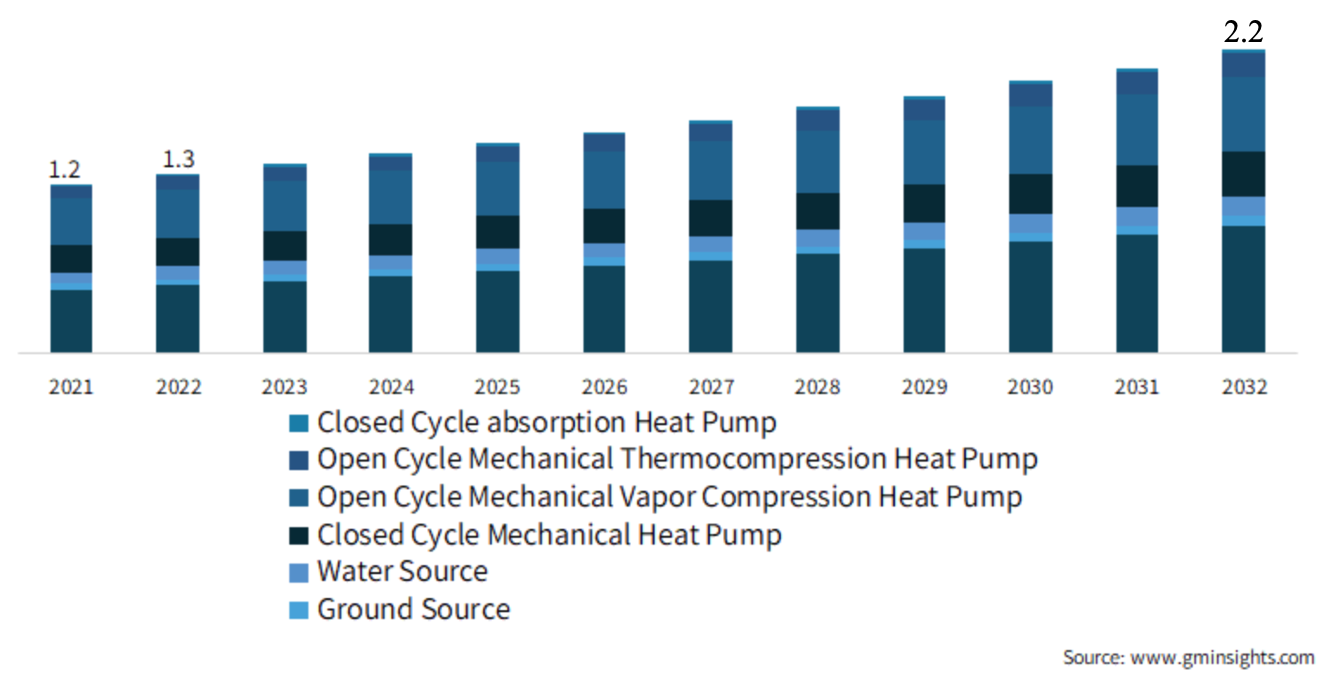 2.2
1.3
1.2
2021 2022 2023 2024 2025 2026 2027 2028 2029 2030 2031 2032
Closed Cycle absorption Heat Pump
Open Cycle Mechanical Thermocompression Heat Pump
Open Cycle Mechanical Vapor Compression Heat Pump
Closed Cycle Mechanical Heat Pump
Water Source
Ground Source
Source: www.gminsights.com